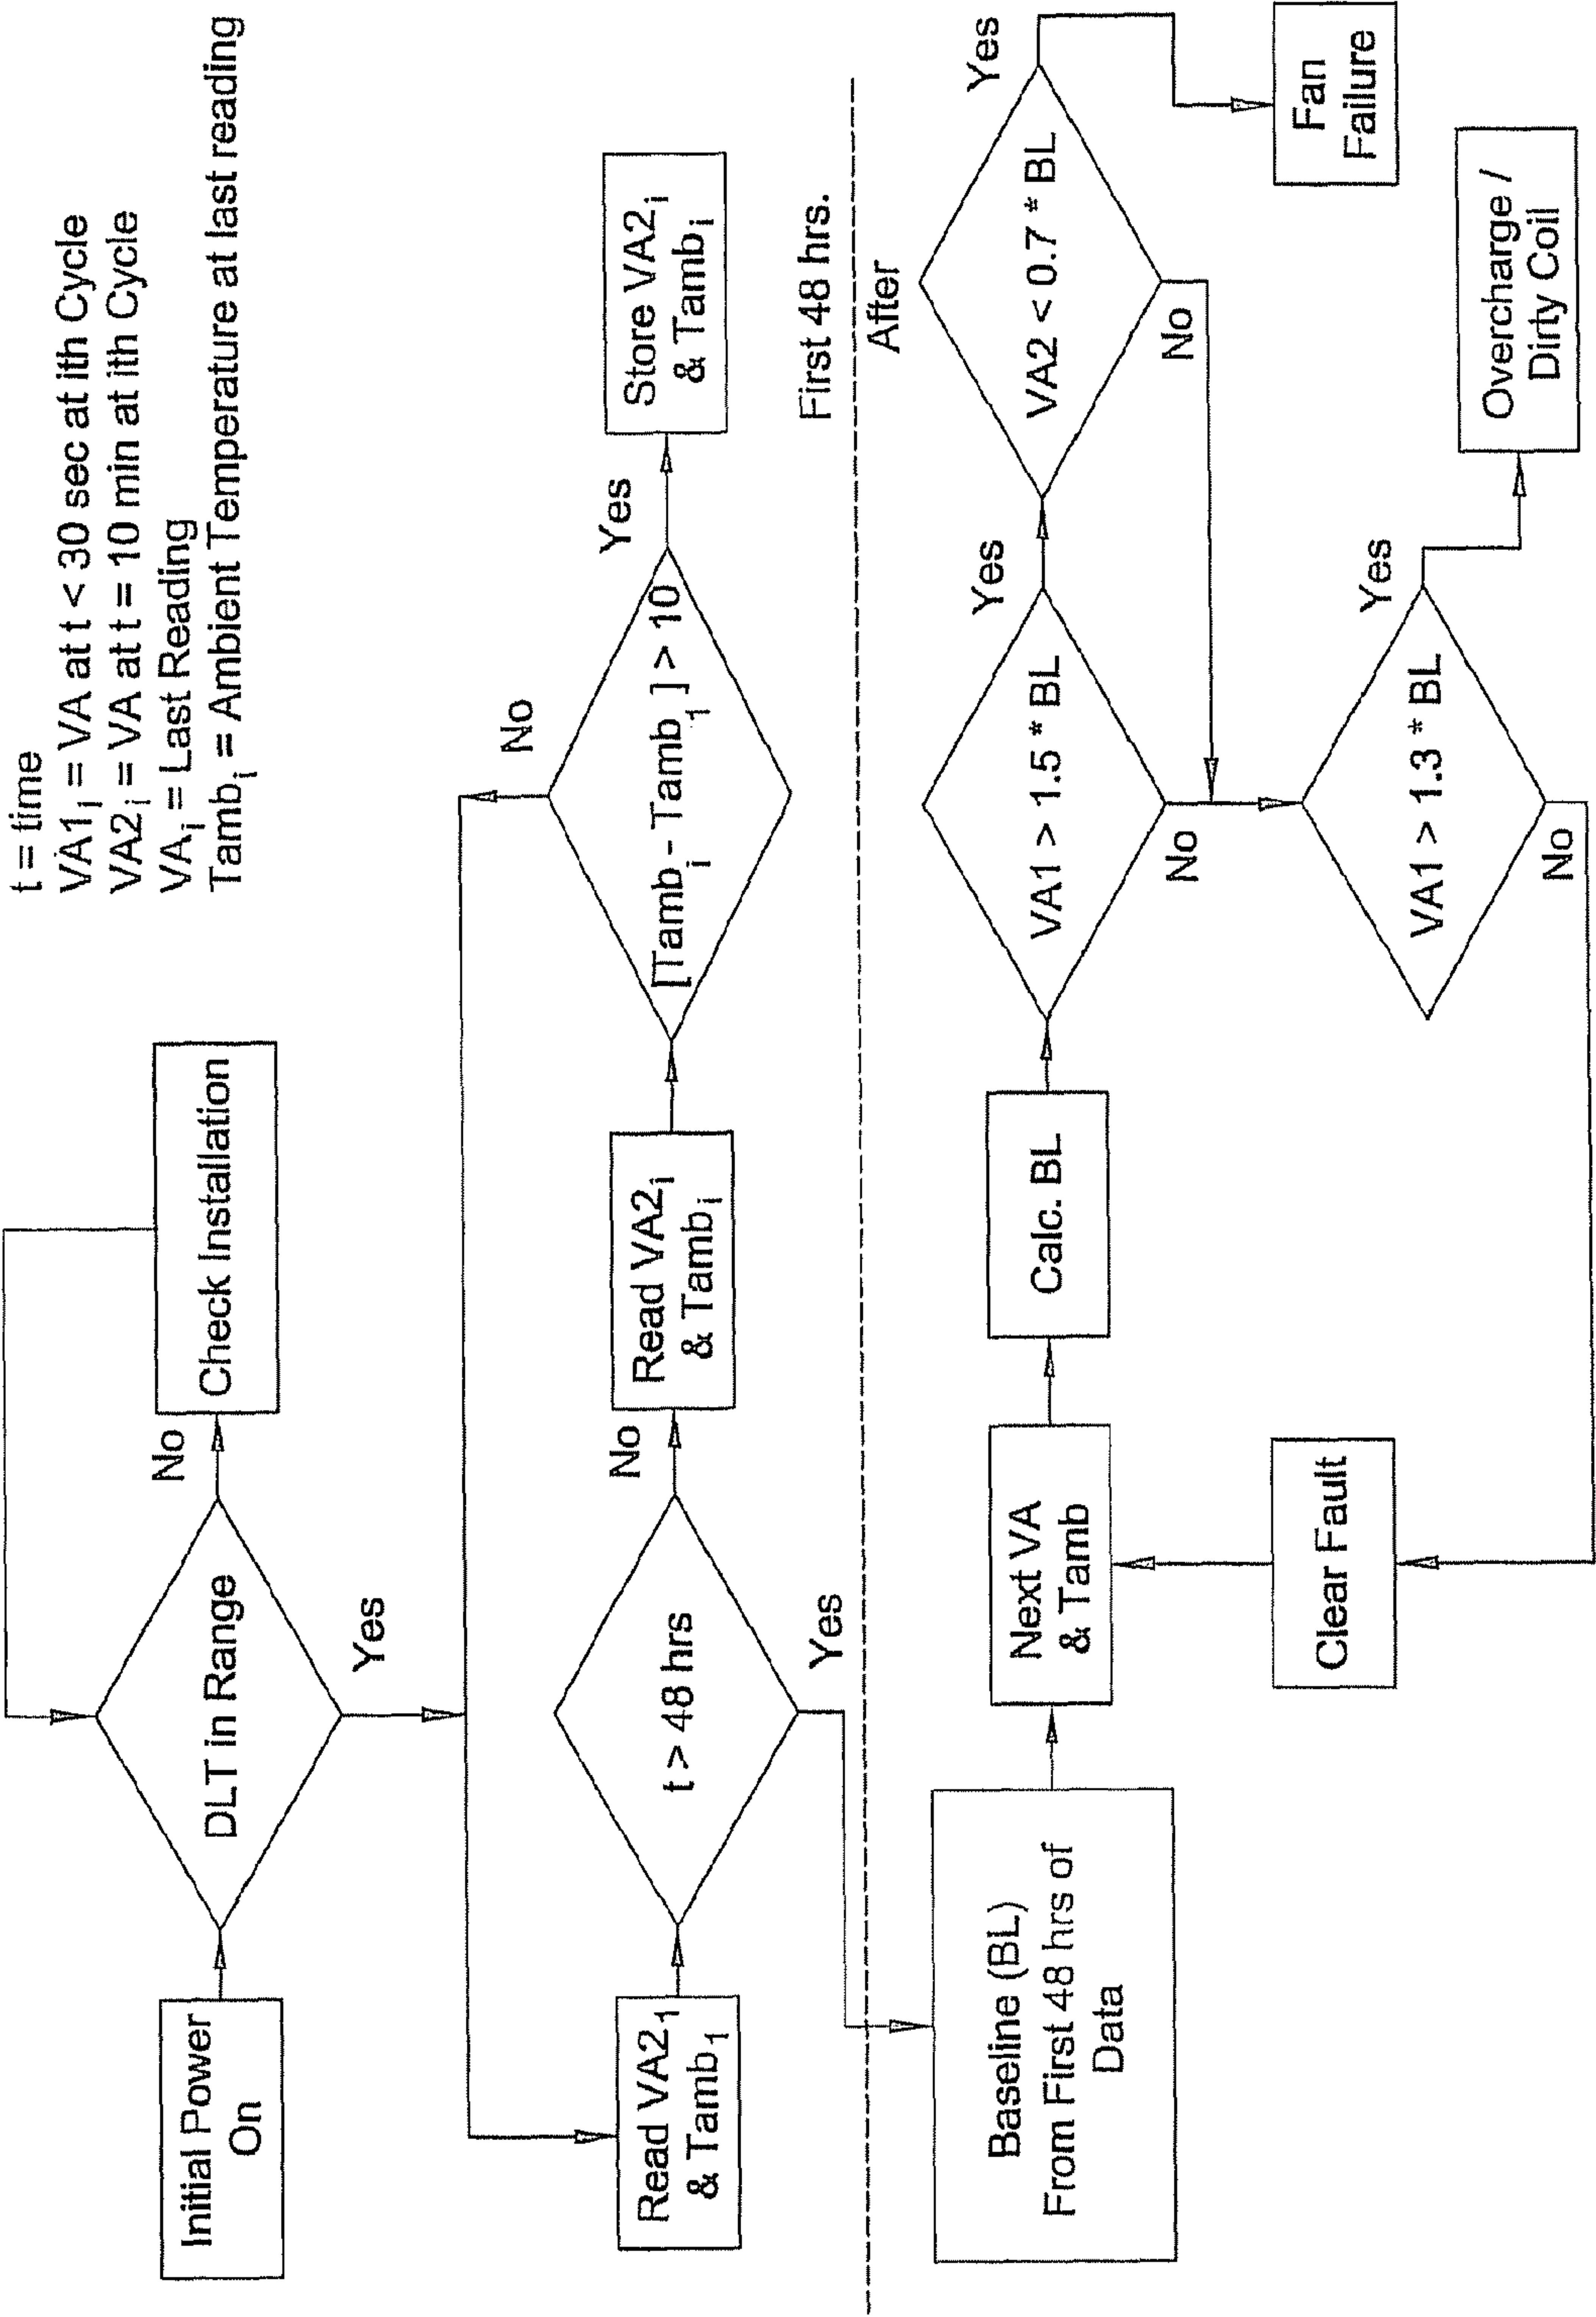 t = time
VA1i = VA at t < 30 sec at ith Cycle
VA2i = VA at t = 10 min at ith Cycle
VAi = Last Reading
Tambi = Ambient Temperature at last reading
Initial Power
On
DLT in Range
No
Check Installation
Yes
Read VA21
& Tamb1
t > 48 hrs
No
Read VA2i
& Tambi
[Tambi - Tamb1] > 10
No
Yes
Store VA2i
& Tambi
Yes
First 48 hrs.
After
Baseline (BL)
From First 48 hrs of
Data
Next VA
& Tamb
Calc. BL
VA1 > 1.5 * BL
Yes
No
VA2 < 0.7 * BL
Yes
No
Fan
Failure
Clear Fault
VA1 > 1.3 * BL
Yes
No
Overcharge /
Dirty Coil